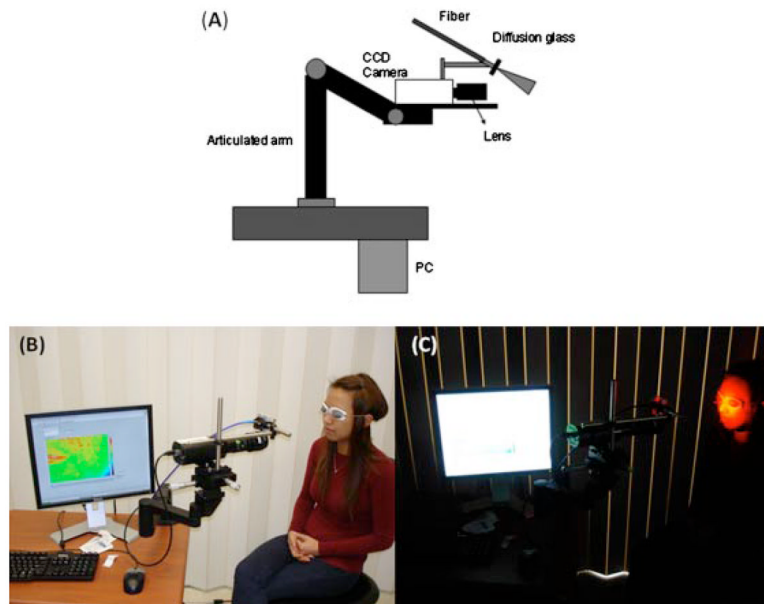 (A)
Fiber
Diffusion glass
CCD
Camera
Lens
Articulated arm
PC
(B)
(C)